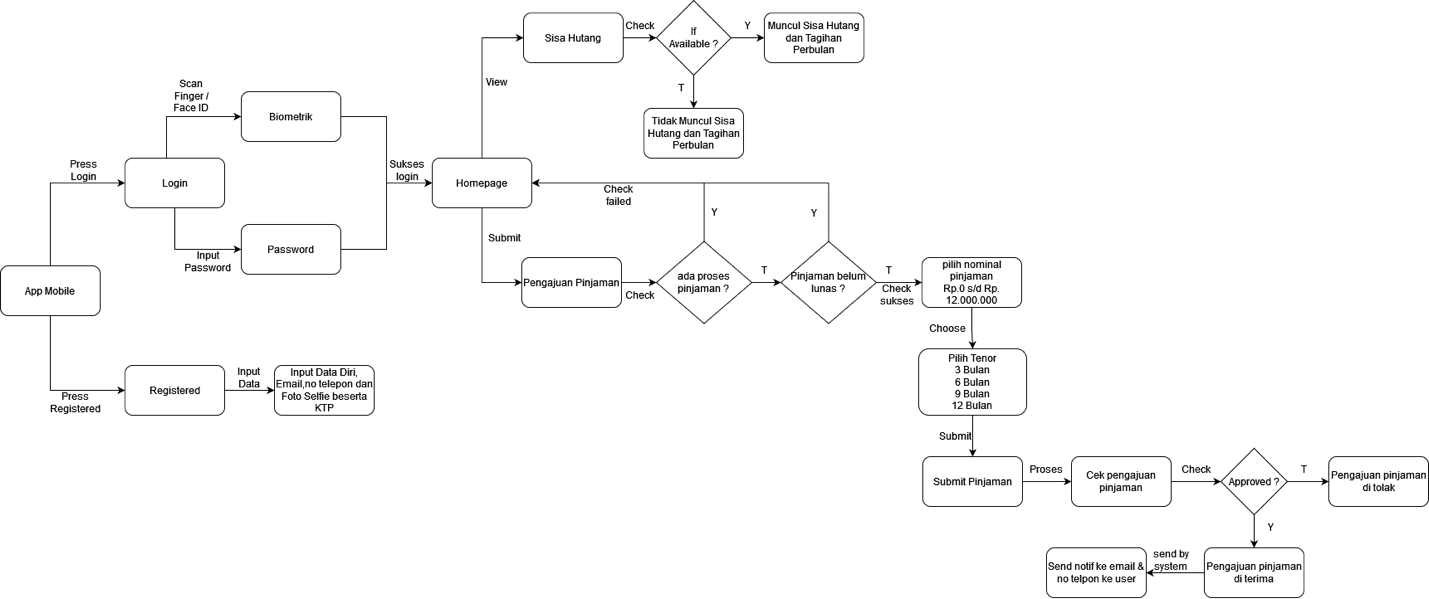 Sisa Hutang
Check
If
Available ?
Y
Muncul Sisa Hutang
dan Tagihan
Perbulan
View
T
Tidak Muncul Sisa
Hutang dan Tagihan
Perbulan
Scan
Finger /
Face ID
Biometrik
Press
Login
Login
Sukses
login
Homepage
Check
failed
Input
Password
Password
Submit
Y
Y
App Mobile
Pengajuan Pinjaman
Check
ada proses
pinjaman ?
T
Pinjaman belum
lunas ?
T
Check
sukses
pilih nominal
pinjaman
Rp.0 s/d Rp.
12.000.000
Choose
Press
Registered
Registered
Input
Data
Input Data Diri,
Email,no telepon dan
Foto Selfie beserta
KTP
Pilih Tenor
3 Bulan
6 Bulan
9 Bulan
12 Bulan
Submit
Submit Pinjaman
Proses
Cek pengajuan
pinjaman
Check
Approved ?
T
Pengajuan pinjaman
di tolak
Y
Pengajuan pinjaman
di terima
send by
system
Send notif ke email &
no telpon ke user